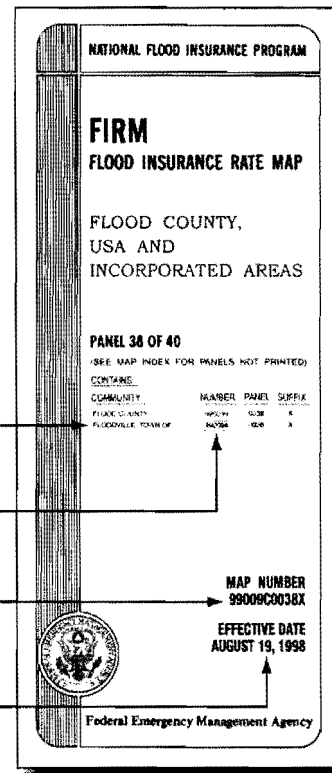 NATIONAL FLOOD INSURANCE PROGRAM
FIRM
FLOOD INSURANCE RATE MAP
FLOOD COUNTY,
USA AND
INCORPORATED AREAS
PANEL 38 OF 40
(SEE MAP INDEX FOR PANELS NOT PRINTED)
CONTAINS
COMMUNITY NUMBER PANEL SUFFIX
FLOOD COUNTY 0038 X
FLOODVILLE, TOWN OF 0038 X
MAP NUMBER
99009C0038X
EFFECTIVE DATE
AUGUST 19, 1998
Federal Emergency Management Agency